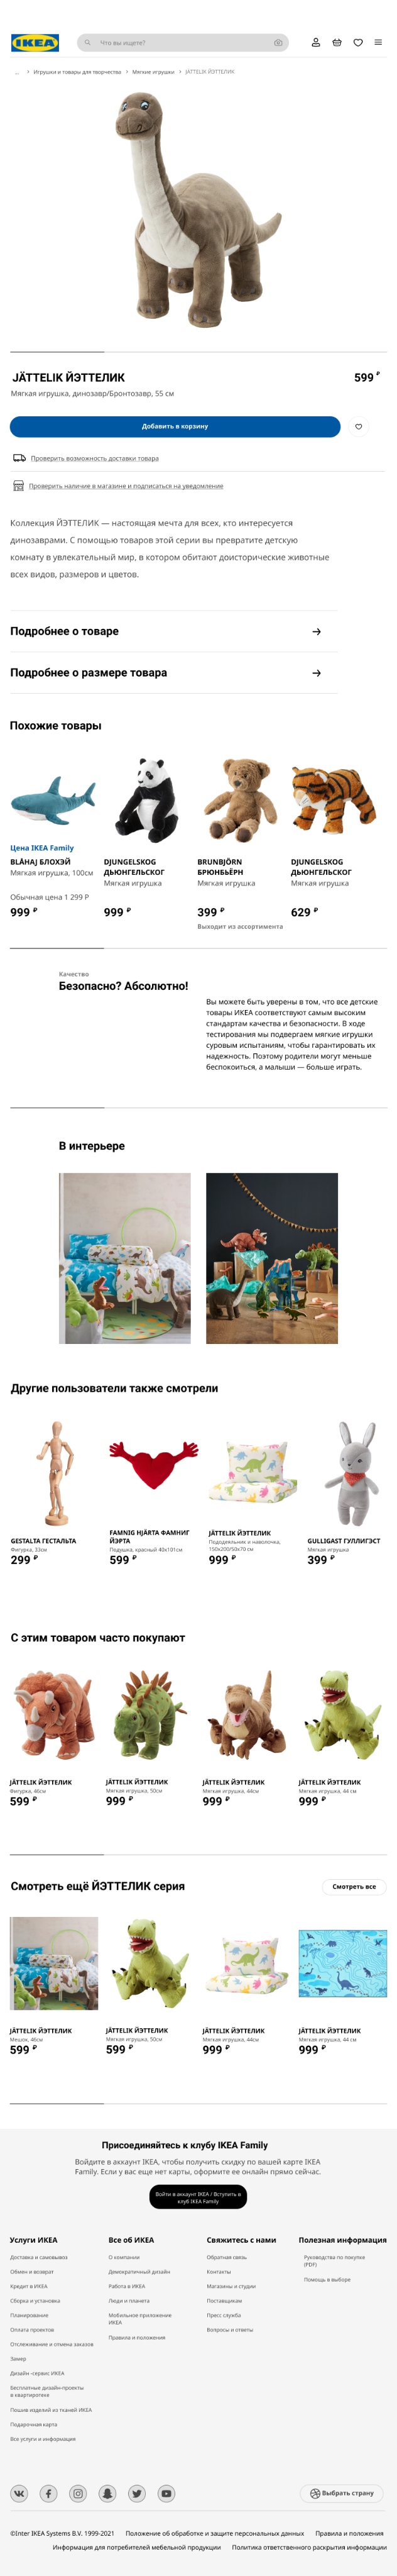 IKEA
Что вы ищете?
... > Игрушки и товары для творчества > Мягкие игрушки > JÄTTELIK ЙЭТТЕЛИК
JÄTTELIK ЙЭТТЕЛИК 599 ₽
Мягкая игрушка, динозавр/Бронтозавр, 55 см
Добавить в корзину
Проверить возможность доставки товара
Проверить наличие в магазине и подписаться на уведомление
Коллекция ЙЭТТЕЛИК — настоящая мечта для всех, кто интересуется
динозаврами. С помощью товаров этой серии вы превратите детскую
комнату в увлекательный мир, в котором обитают доисторические животные
всех видов, размеров и цветов.
Подробнее о товаре
Подробнее о размере товара
Похожие товары
Цена IKEA Family
BLÅHAJ БЛОХЭЙ
Мягкая игрушка, 100см
Обычная цена 1 299 Р
999 ₽
DJUNGELSKOG
ДЬЮНГЕЛЬСКОГ
Мягкая игрушка
999 ₽
BRUNBJÖRN
БРЮНБЬЁРН
Мягкая игрушка
399 ₽
Выходит из ассортимента
DJUNGELSKOG
ДЬЮНГЕЛЬСКОГ
Мягкая игрушка
629 ₽
Качество
Безопасно? Абсолютно!
Вы можете быть уверены в том, что все детские
товары ИКЕА соответствуют самым высоким
стандартам качества и безопасности. В ходе
тестирования мы подвергаем мягкие игрушки
суровым испытаниям, чтобы гарантировать их
надежность. Поэтому родители могут меньше
беспокоиться, а малыши — больше играть.
В интерьере
Другие пользователи также смотрели
GESTALTA ГЕСТАЛЬТА
Фигурка, 33см
299 ₽
FAMNIG HJÄRTA ФАМНИГ
ЙЭРТА
Подушка, красный 40x101см
599 ₽
JÄTTELIK ЙЭТТЕЛИК
Пододеяльник и наволочка,
150x200/50x70 см
999 ₽
GULLIGAST ГУЛЛИГЭСТ
Мягкая игрушка
399 ₽
С этим товаром часто покупают
JÄTTELIK ЙЭТТЕЛИК
Фигурка, 46см
599 ₽
JÄTTELIK ЙЭТТЕЛИК
Мягкая игрушка, 50см
999 ₽
JÄTTELIK ЙЭТТЕЛИК
Мягкая игрушка, 44см
999 ₽
JÄTTELIK ЙЭТТЕЛИК
Мягкая игрушка, 44 см
999 ₽
Смотреть ещё ЙЭТТЕЛИК серия
Смотреть все
JÄTTELIK ЙЭТТЕЛИК
Мешок, 46см
599 ₽
JÄTTELIK ЙЭТТЕЛИК
Мягкая игрушка, 50см
599 ₽
JÄTTELIK ЙЭТТЕЛИК
Мягкая игрушка, 44см
999 ₽
JÄTTELIK ЙЭТТЕЛИК
Мягкая игрушка, 44 см
999 ₽
Присоединяйтесь к клубу IKEA Family
Войдите в аккаунт IKEA, чтобы получить скидку по вашей карте IKEA
Family. Если у вас еще нет карты, оформите ее онлайн прямо сейчас.
Войти в аккаунт IKEA / Вступить в
клуб IKEA Family
Услуги ИКЕА
Доставка и самовывоз
Обмен и возврат
Кредит в ИКЕА
Сборка и установка
Планирование
Оплата проектов
Отслеживание и отмена заказов
Замер
Дизайн -сервис ИКЕА
Бесплатные дизайн-проекты
в квартиротеке
Пошив изделий из тканей ИКЕА
Подарочная карта
Все услуги и информация
Все об ИКЕА
О компании
Демократичный дизайн
Работа в ИКЕА
Люди и планета
Мобильное приложение
ИКЕА
Правила и положения
Свяжитесь с нами
Обратная связь
Контакты
Магазины и студии
Поставщикам
Пресс служба
Вопросы и ответы
Полезная информация
Руководства по покупке
(PDF)
Помощь в выборе
Выбрать страну
©Inter IKEA Systems B.V. 1999-2021 Положение об обработке и защите персональных данных Правила и положения
Информация для потребителей мебельной продукции Политика ответственного раскрытия информации